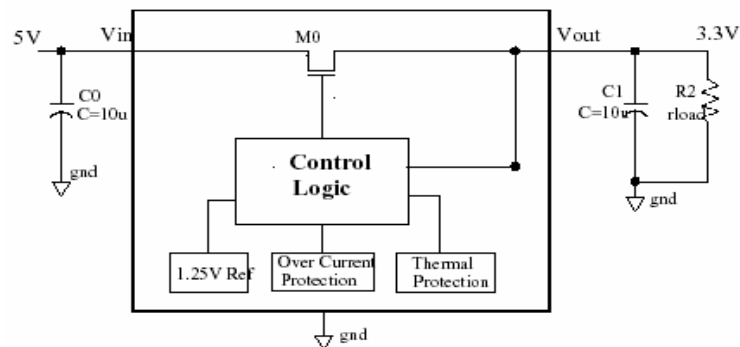 5V
Vin
M0
Vout
3.3V
C0
C=10u
gnd
Control
Logic
C1
C=10u
R2
rload
gnd
1.25V Ref
Over Current
Protection
Thermal
Protection
gnd